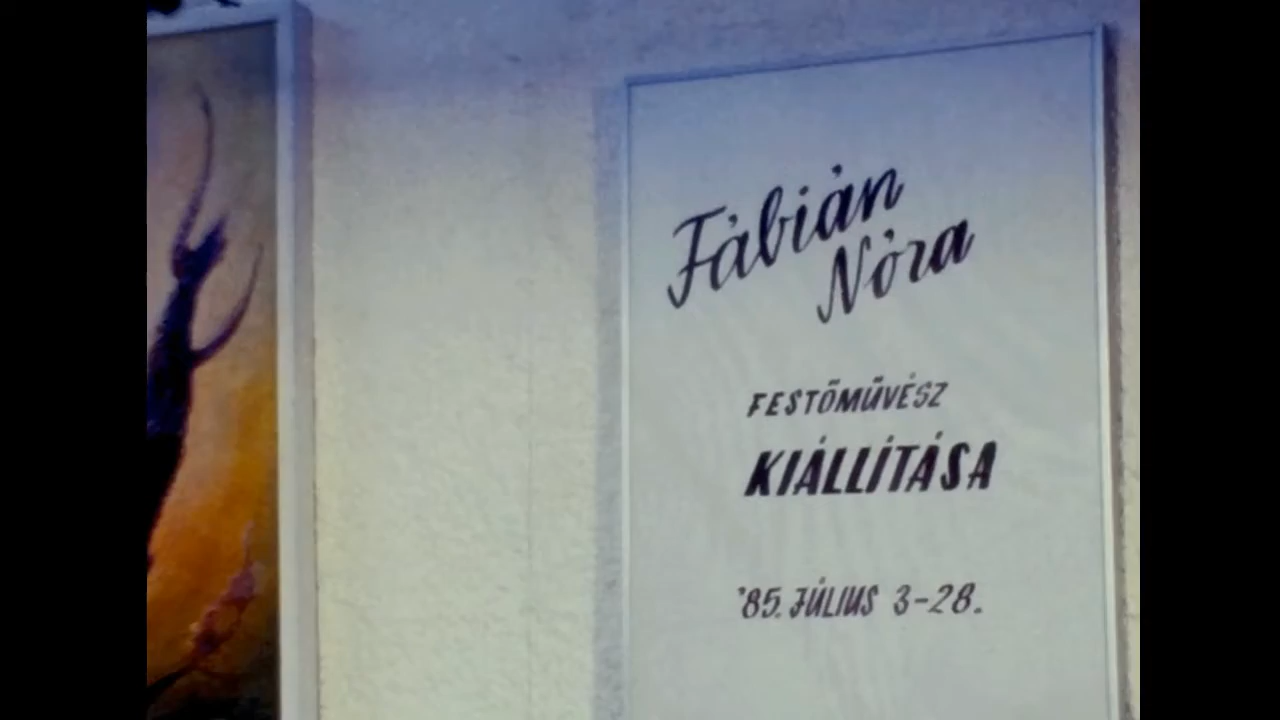 Fábián
Nóra
FESTŐMŰVÉSZ
KIÁLLÍTÁSA
'85. JÚLIUS 3-28.